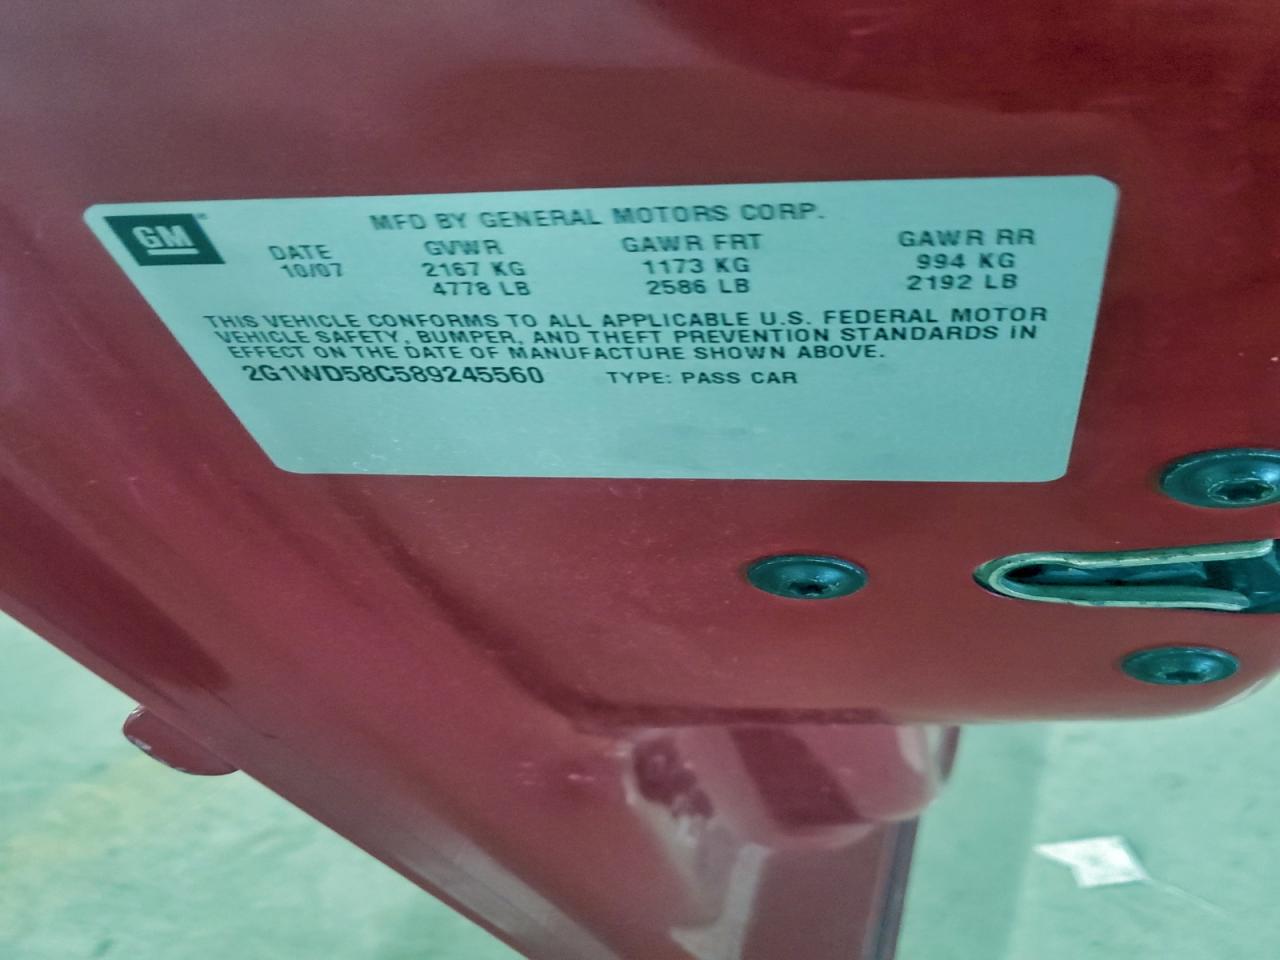 GM
MFD BY GENERAL MOTORS CORP.
DATE GVWR GAWR FRT GAWR RR
10/07 2167 KG 1173 KG 994 KG
4778 LB 2586 LB 2192 LB
THIS VEHICLE CONFORMS TO ALL APPLICABLE U.S. FEDERAL MOTOR
VEHICLE SAFETY, BUMPER, AND THEFT PREVENTION STANDARDS IN
EFFECT ON THE DATE OF MANUFACTURE SHOWN ABOVE.
2G1WD58C589245560 TYPE: PASS CAR